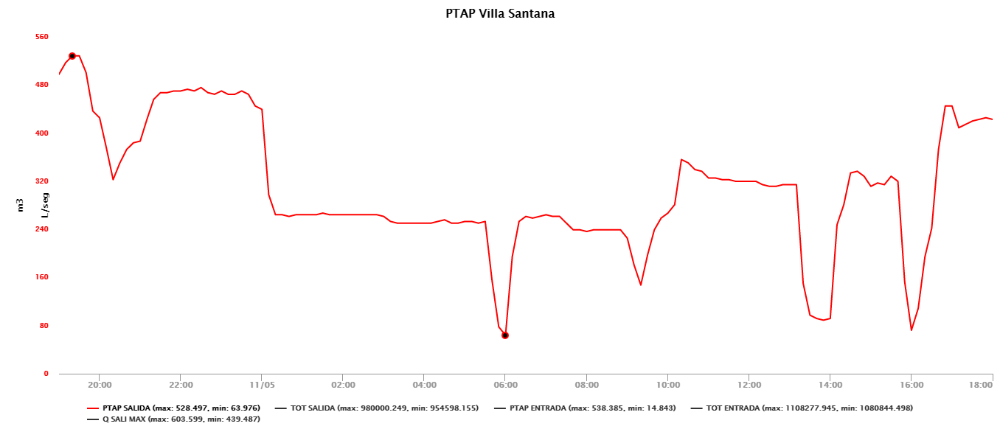 PTAP Villa Santana
560
480
400
320
240
160
80
0
m3
L/seg
20:00 22:00 11/05 02:00 04:00 06:00 08:00 10:00 12:00 14:00 16:00 18:00
PTAP SALIDA (max: 528.497, min: 63.976) TOT SALIDA (max: 980000.249, min: 954598.155) PTAP ENTRADA (max: 538.385, min: 14.843) TOT ENTRADA (max: 1108277.945, min: 1080844.498)
Q SALI MAX (max: 603.599, min: 439.487)